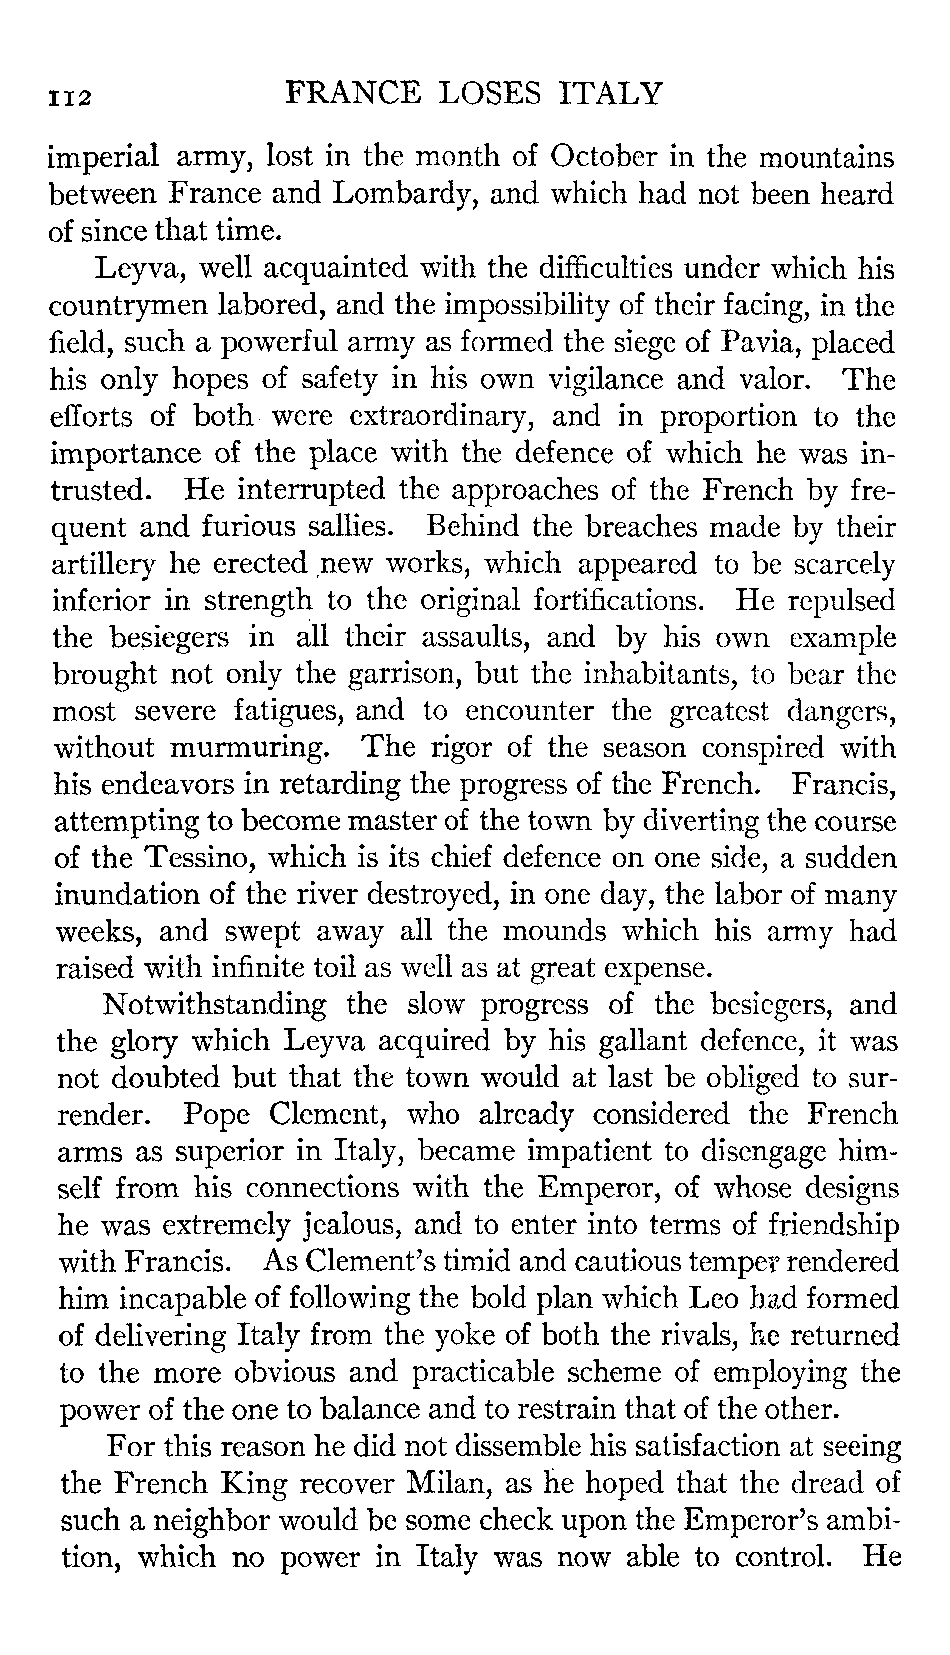 112 FRANCE LOSES ITALY
imperial army, lost in the month of October in the mountains
between France and Lombardy, and which had not been heard
of since that time.
Leyva, well acquainted with the difficulties under which his
countrymen labored, and the impossibility of their facing, in the
field, such a powerful army as formed the siege of Pavia, placed
his only hopes of safety in his own vigilance and valor. The
efforts of both were extraordinary, and in proportion to the
importance of the place with the defence of which he was in-
trusted. He interrupted the approaches of the French by fre-
quent and furious sallies. Behind the breaches made by their
artillery he erected new works, which appeared to be scarcely
inferior in strength to the original fortifications. He repulsed
the besiegers in all their assaults, and by his own example
brought not only the garrison, but the inhabitants, to bear the
most severe fatigues, and to encounter the greatest dangers,
without murmuring. The rigor of the season conspired with
his endeavors in retarding the progress of the French. Francis,
attempting to become master of the town by diverting the course
of the Tessino, which is its chief defence on one side, a sudden
inundation of the river destroyed, in one day, the labor of many
weeks, and swept away all the mounds which his army had
raised with infinite toil as well as at great expense.
Notwithstanding the slow progress of the besiegers, and
the glory which Leyva acquired by his gallant defence, it was
not doubted but that the town would at last be obliged to sur-
render. Pope Clement, who already considered the French
arms as superior in Italy, became impatient to disengage him-
self from his connections with the Emperor, of whose designs
he was extremely jealous, and to enter into terms of friendship
with Francis. As Clement's timid and cautious temper rendered
him incapable of following the bold plan which Leo had formed
of delivering Italy from the yoke of both the rivals, he returned
to the more obvious and practicable scheme of employing the
power of the one to balance and to restrain that of the other.
For this reason he did not dissemble his satisfaction at seeing
the French King recover Milan, as he hoped that the dread of
such a neighbor would be some check upon the Emperor's ambi-
tion, which no power in Italy was now able to control. He